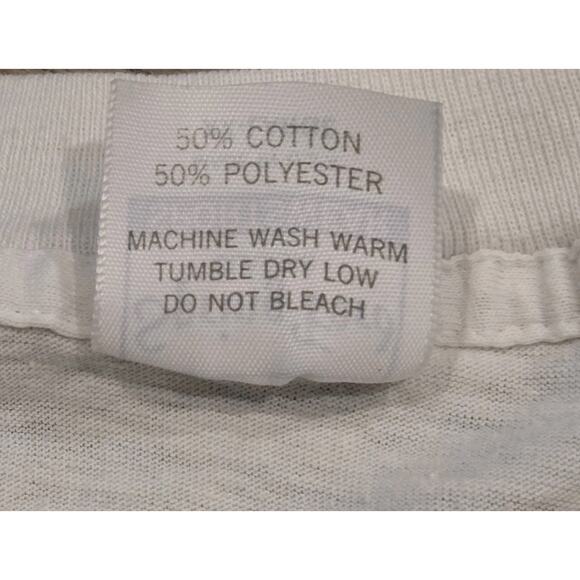 50% COTTON
50% POLYESTER
MACHINE WASH WARM
TUMBLE DRY LOW
DO NOT BLEACH